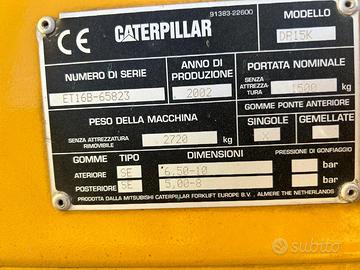 91383-22600
CE CATERPILLAR
MODELLO
DP15K
NUMERO DI SERIE
ET16B-65823
ANNO DI
PRODUZIONE
2002
PORTATA NOMINALE
SENZA
ATTREZZATURA
1500 kg
PESO DELLA MACCHINA
SENZA ATTREZZATURA
RIMOVIBILE
2720 kg
GOMME PONTE ANTERIORE
SINGOLE GEMELLATE
X
GOMME TIPO DIMENSIONI PRESSIONE DI GONFIAGGIO
ATERIORE SE 6.50-10 bar
POSTERIORE SE 5.00-8 bar
PRODOTTA DALLA MITSUBISHI CATERPILLAR FORKLIFT EUROPE B.V., ALMERE THE NETHERLANDS
subito